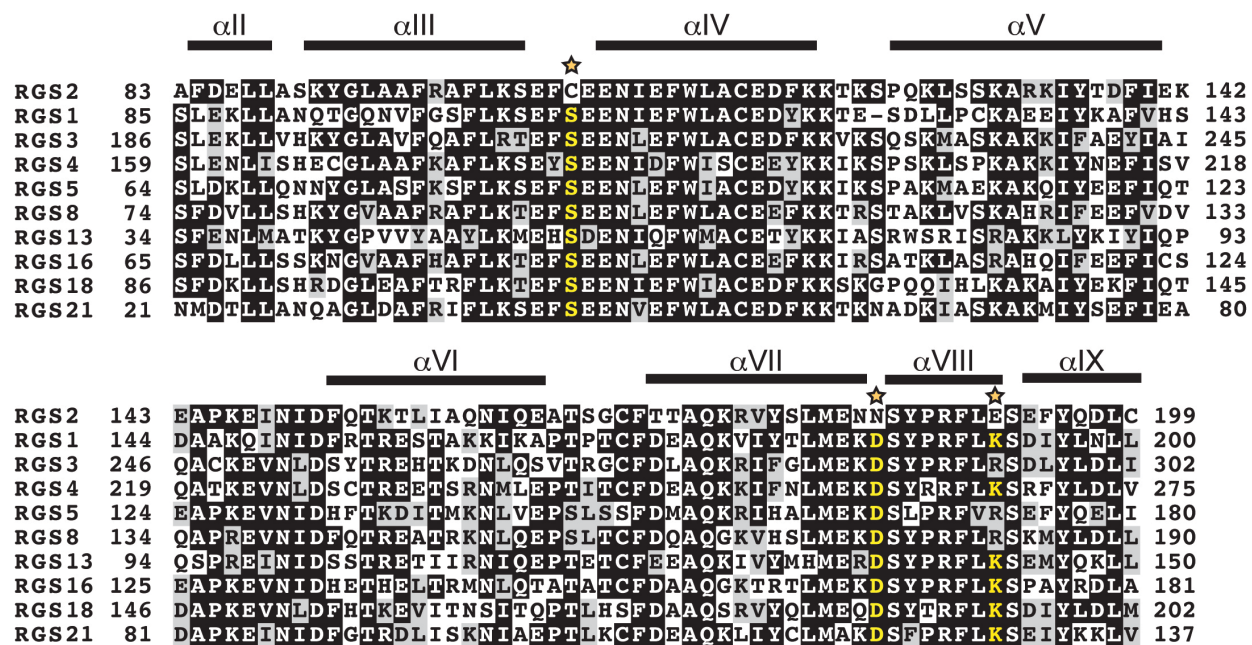 αII αIII αIV αV
RGS2 83 AFDELLASKYGLAAFRAFLKSEFCEENIEFWLACEDFKKTKSPQKLSSKARKIYTDFIEK 142
RGS1 85 SLEKLLANQTGQNVFGSFLKSEFSEENIEFWLACEDYKKTE-SDLLPCKAEEIYKAFVHS 143
RGS3 186 SLEKLLVHKYGLAVFQAFLRTEFSEENLEFWLACEDFKKVKSQSKMASKAKKIFAEYIAI 245
RGS4 159 SLENLISHECGLAAFKAFLKSEYSEENIDFWISCEEYKKIKSPSKLSPKAKKIYNEFISV 218
RGS5 64 SLDKLLQNNYGLASFKSFLKSEFSEENLEFWIACEDYKKIKSPAKMAEKAKQIYEEFIQT 123
RGS8 74 SFDVLLSHKYGVAAFRAFLKTEFSEENLEFWLACEEFKKTRSTAKLVSKAHRIFEEFVDV 133
RGS13 34 SFENLMATKYGPVVYAAYLKMEHSDENIQFWMACETYKKIASRWSRISRAKKLYKIYIQP 93
RGS16 65 SFDLLLSSKNGVAAFHAFLKTEFSEENLEFWLACEEFKKIRSATKLASRAHQIFEEFICS 124
RGS18 86 SFDKLLSHRDGLEAFTRFLKTEFSEENIEFWIACEDFKKSKGPQQIHLKAKAIYEKFIQT 145
RGS21 21 NMDTLLANQAGLDAFRIFLKSEFSEENVEFWLACEDFKKTKNADKIASKAKMIYSEFIEA 80
αVI αVII αVIII αIX
RGS2 143 EAPKEINIDFQTKTLIAQNIQEATSGCFTTAQKRVYSLMENNSYPRFLESEFYQDLC 199
RGS1 144 DAAKQINIDFRTRESTAKKIKAPTPTCFDEAQKVIYTLMEKDSYPRFLKSDIYLNLL 200
RGS3 246 QACKEVNLDSYTREHTKDNLQSVTRGCFDLAQKRIFGLMEKDSYPRFLRSDLYLDLI 302
RGS4 219 QATKEVNLDSCTREETSRNMLEPTITCFDEAQKKIFNLMEKDSYRRFLKSRFYLDLV 275
RGS5 124 EAPKEVNIDHFTKDITMKNLVEPSLSSFDMAQKRIHALMEKDSLPRFVRSEFYQELI 180
RGS8 134 QAPREVNIDFQTREATRKNLQEPSLTCFDQAQGKVHSLMEKDSYPRFLRSKMYLDLL 190
RGS13 94 QSPREINIDSSTRETIIRNIQEPTETCFEEAQKIVYMHMERDSYPRFLKSEMYQKLL 150
RGS16 125 EAPKEVNIDHETHELTRMNLQTATATCFDAAQGKTRTLMEKDSYPRFLKSPAYRDLA 181
RGS18 146 DAPKEVNLDFHTKEVITNSITQPTLHSFDAAQSRVYQLMEQDSYTRFLKSDIYLDLM 202
RGS21 81 DAPKEINIDFGTRDLISKNIAEPTLKCFDEAQKLIYCLMAKDSFPRFLKSEIYKKLV 137